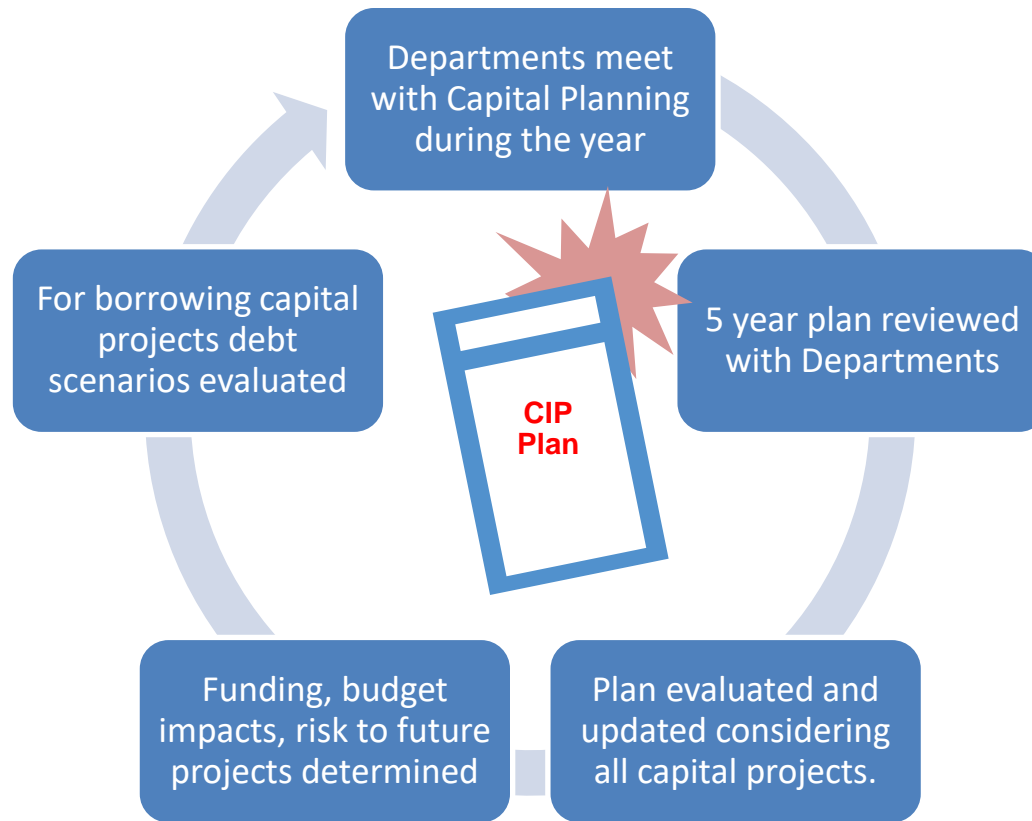 Departments meet
with Capital Planning
during the year
5 year plan reviewed
with Departments
Plan evaluated and
updated considering
all capital projects.
Funding, budget
impacts, risk to future
projects determined
For borrowing capital
projects debt
scenarios evaluated
CIP
Plan